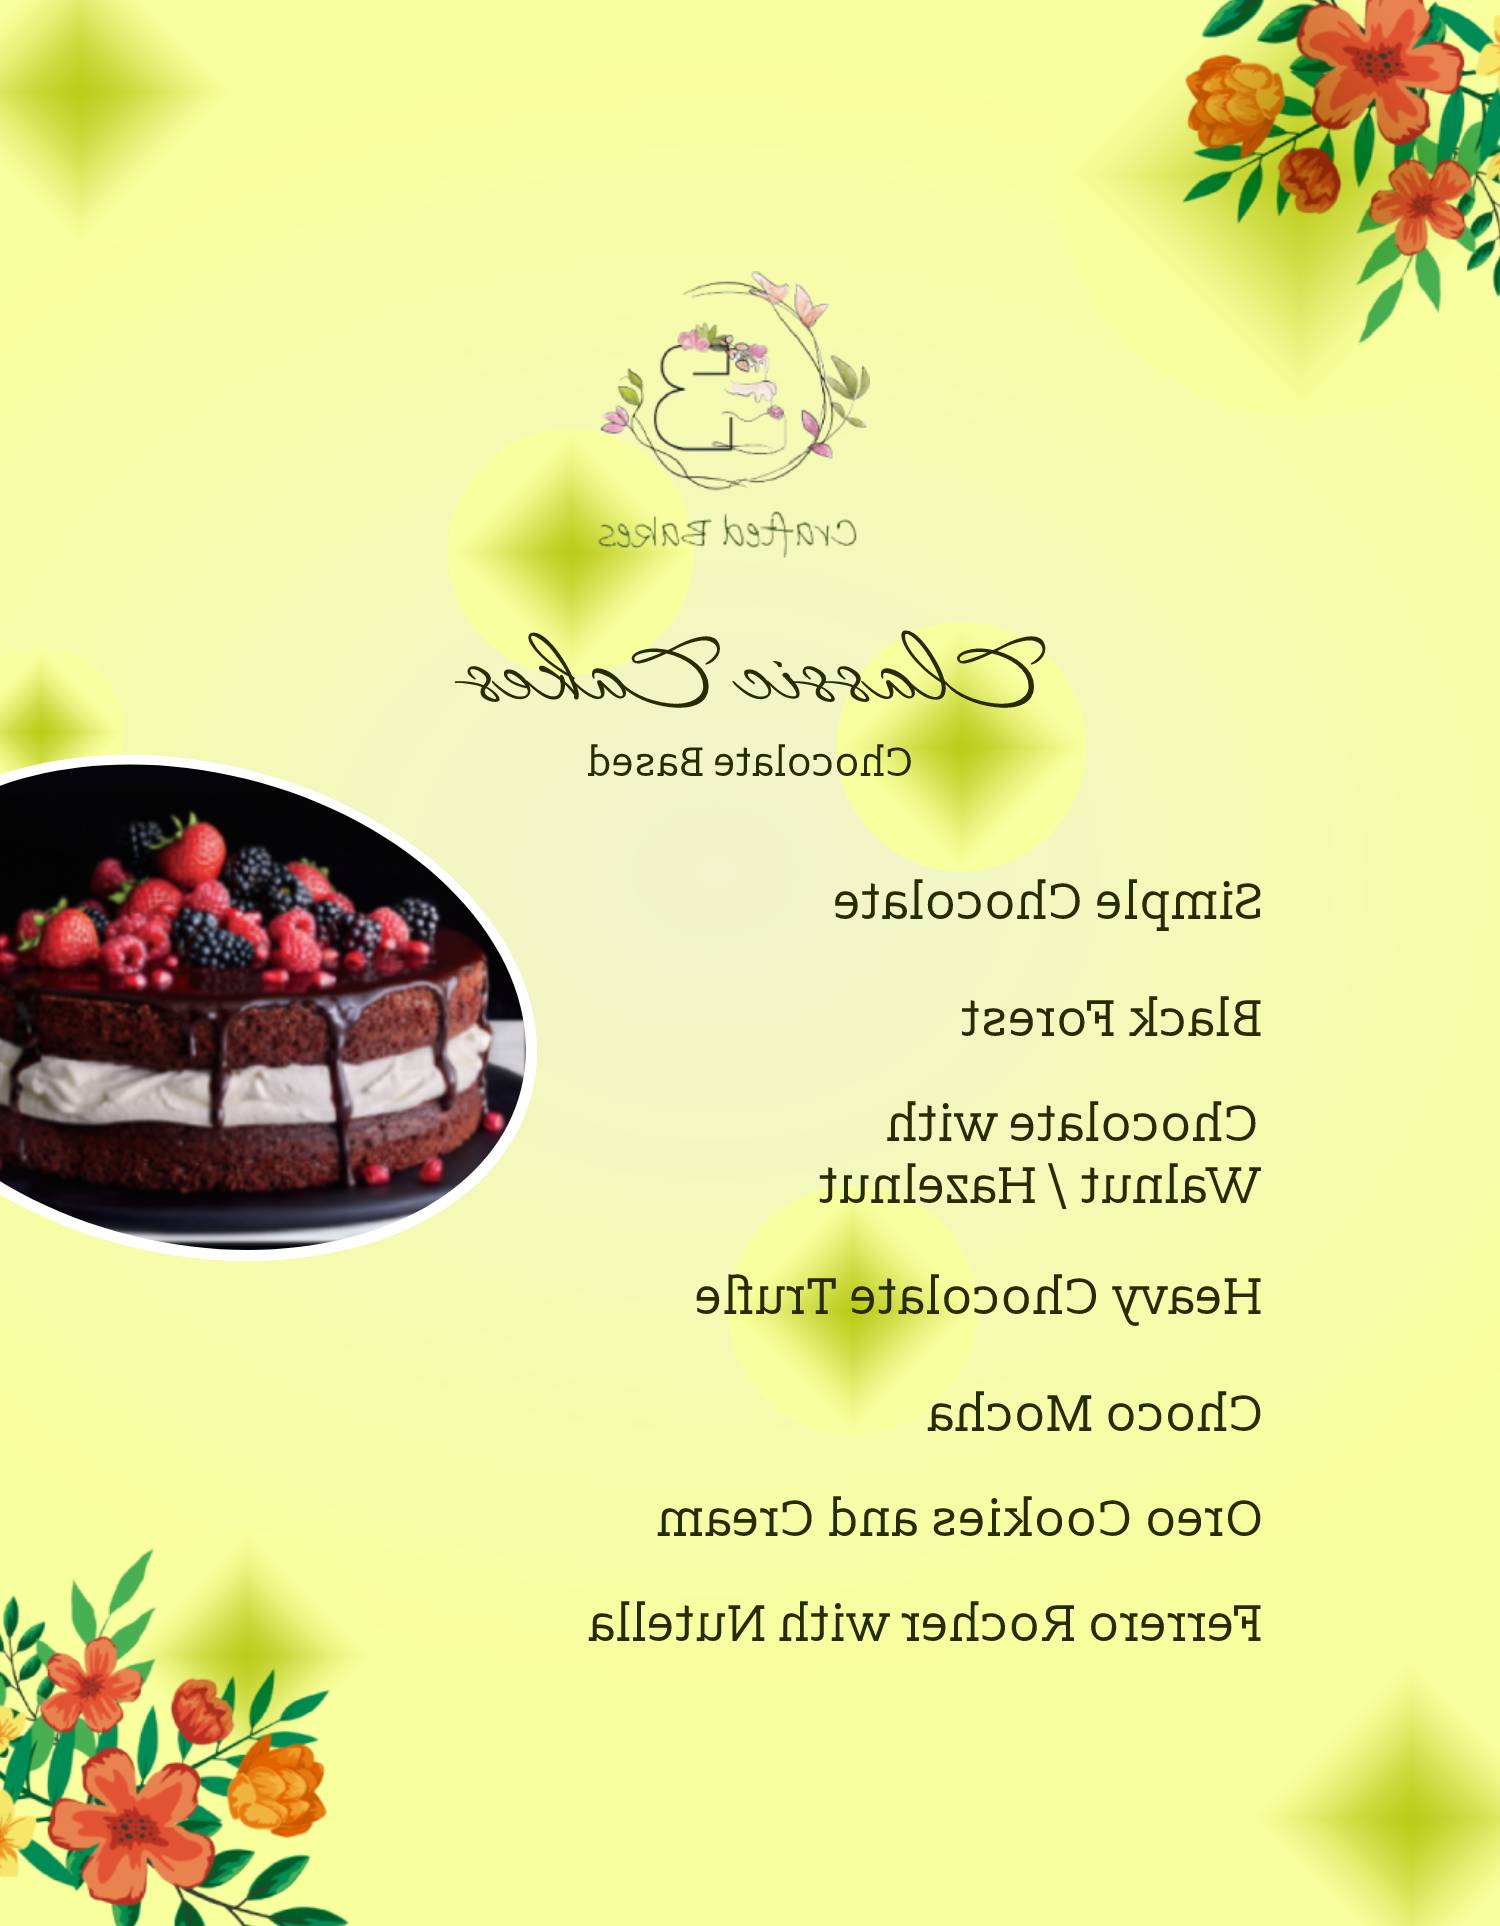 Crafted Bakes
Classic Cakes
Chocolate Based
Simple Chocolate
Black Forest
Chocolate with
Walnut / Hazelnut
Heavy Chocolate Trufle
Choco Mocha
Oreo Cookies and Cream
Ferrero Rocher with Nutella